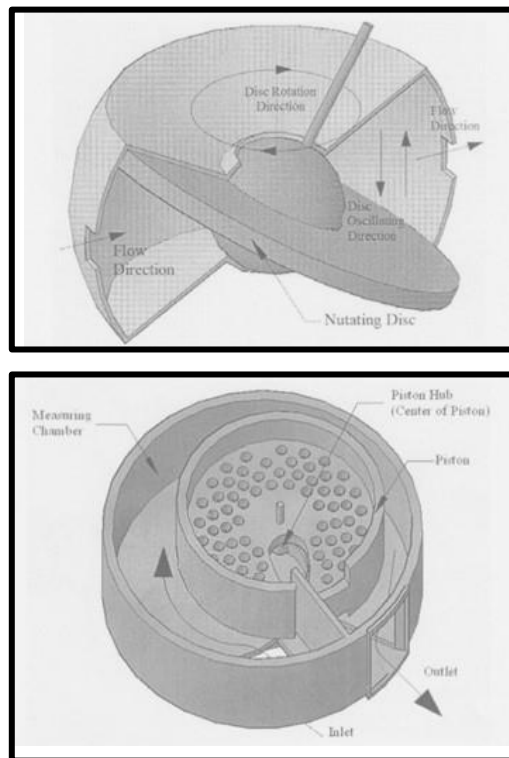 Disc Rotation
Direction
Flow
Direction
Disc
Oscillining
Direction
Flow
Direction
Nutating Disc
Piston Hub
(Center of Piston)
Measuring
Chamber
Piston
Outlet
Inlet